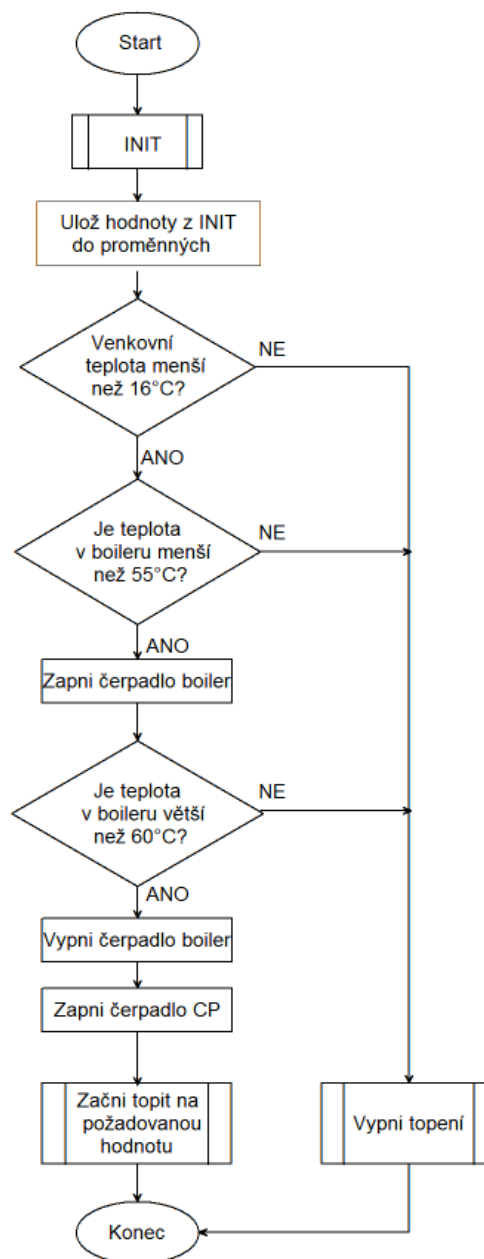 Start
INIT
Ulož hodnoty z INIT
do proměnných
Venkovní
teplota menší
než 16°C?
NE
ANO
Je teplota
v boileru menší
než 55°C?
NE
ANO
Zapni čerpadlo boiler
Je teplota
v boileru větší
než 60°C?
NE
ANO
Vypni čerpadlo boiler
Zapni čerpadlo CP
Začni topit na
požadovanou
hodnotu
Vypni topení
Konec